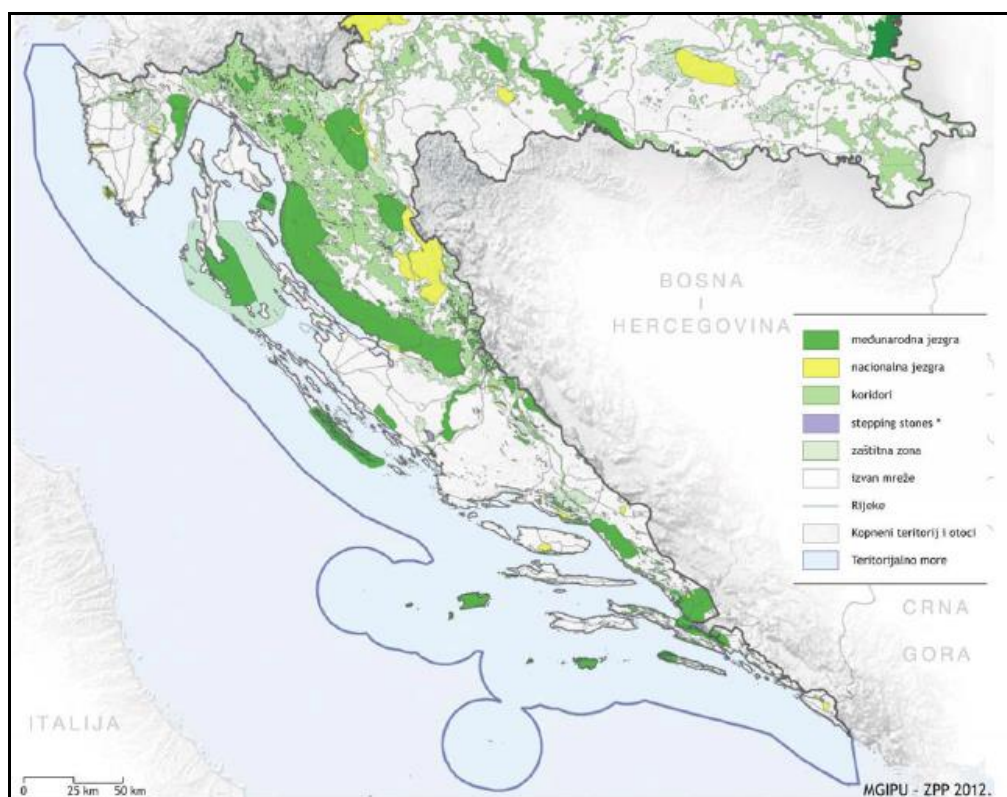 BOSNA
I
HERCEGOVINA
međunarodna jezgra
nacionalna jezgra
koridori
stepping stones *
zaštitna zona
izvan mreže
Rijeke
Kopneni teritorij i otoci
Teritorijalno more
CRNA
GORA
ITALIJA
0 25 km 50 km
MGIPU - ZPP 2012.